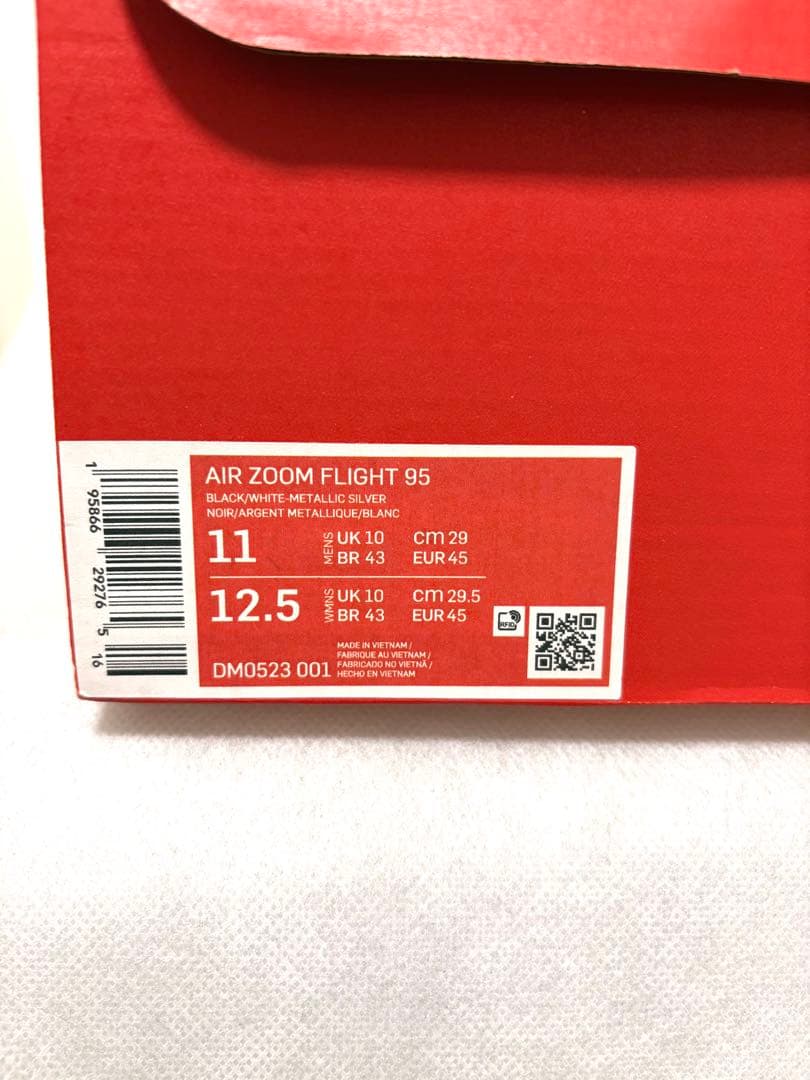 AIR ZOOM FLIGHT 95
BLACK/WHITE-METALLIC SILVER
NOIR/ARGENT METALLIQUE/BLANC
11 MENS UK 10 cm 29
BR 43 EUR 45
12.5 WMNS UK 10 cm 29.5
BR 43 EUR 45
RFID
DM0523 001
MADE IN VIETNAM /
FABRIQUE AU VIETNAM /
FABRICADO NO VIETNÃ /
HECHO EN VIETNAM
1 95866 29276 5 16